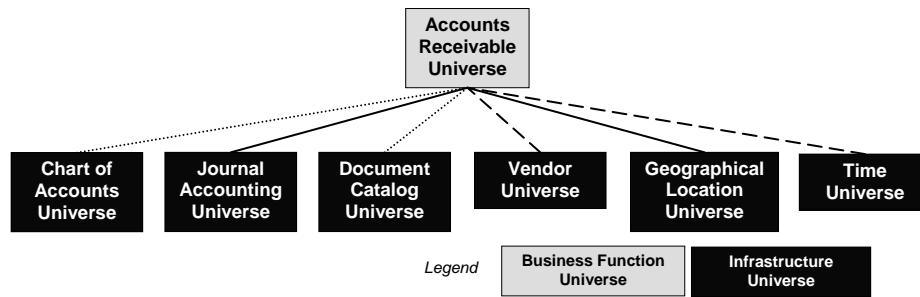 Accounts
Receivable
Universe
Chart of
Accounts
Universe
Journal
Accounting
Universe
Document
Catalog
Universe
Vendor
Universe
Geographical
Location
Universe
Time
Universe
Legend
Business Function
Universe
Infrastructure
Universe